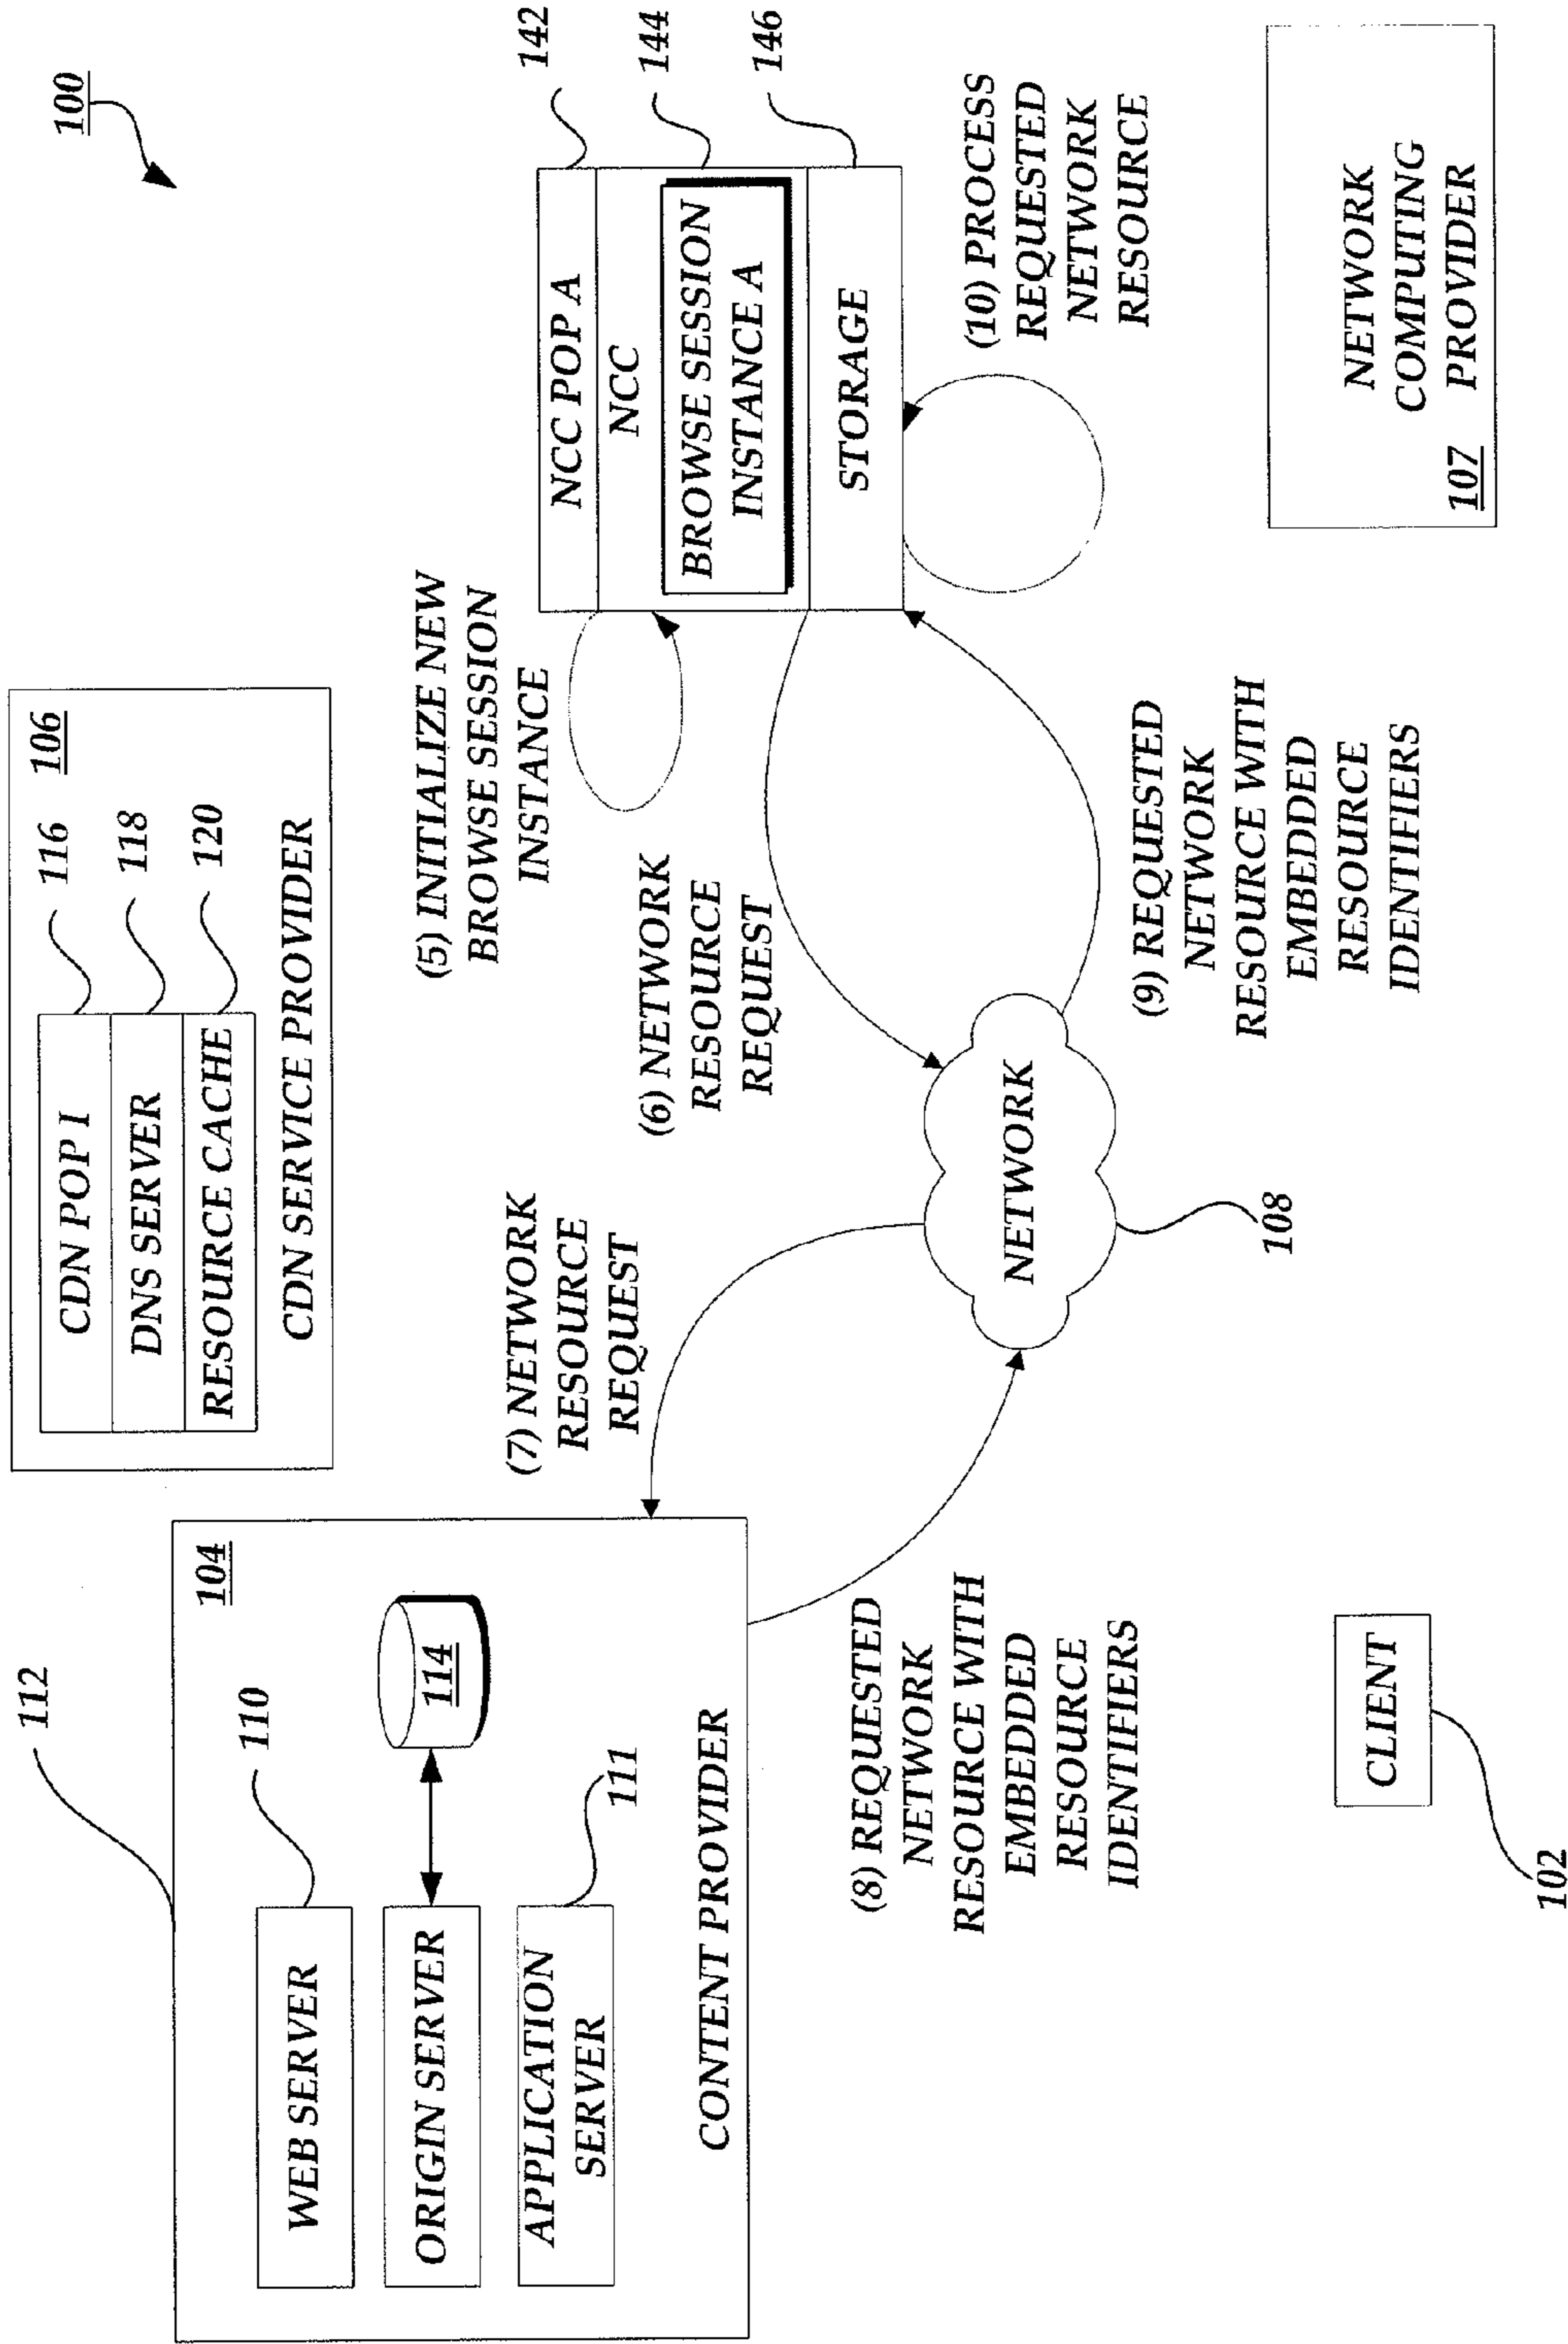 100
112
104
WEB SERVER
110
ORIGIN SERVER
114
APPLICATION
SERVER
111
CONTENT PROVIDER
106
CDN POP I
116
DNS SERVER
118
RESOURCE CACHE
120
CDN SERVICE PROVIDER
(5) INITIALIZE NEW
BROWSE SESSION
INSTANCE
NCC POP A
142
NCC
144
BROWSE SESSION
INSTANCE A
STORAGE
146
(6) NETWORK
RESOURCE
REQUEST
(7) NETWORK
RESOURCE
REQUEST
(8) REQUESTED
NETWORK
RESOURCE WITH
EMBEDDED
RESOURCE
IDENTIFIERS
NETWORK
108
(9) REQUESTED
NETWORK
RESOURCE WITH
EMBEDDED
RESOURCE
IDENTIFIERS
(10) PROCESS
REQUESTED
NETWORK
RESOURCE
CLIENT
102
NETWORK
COMPUTING
PROVIDER
107